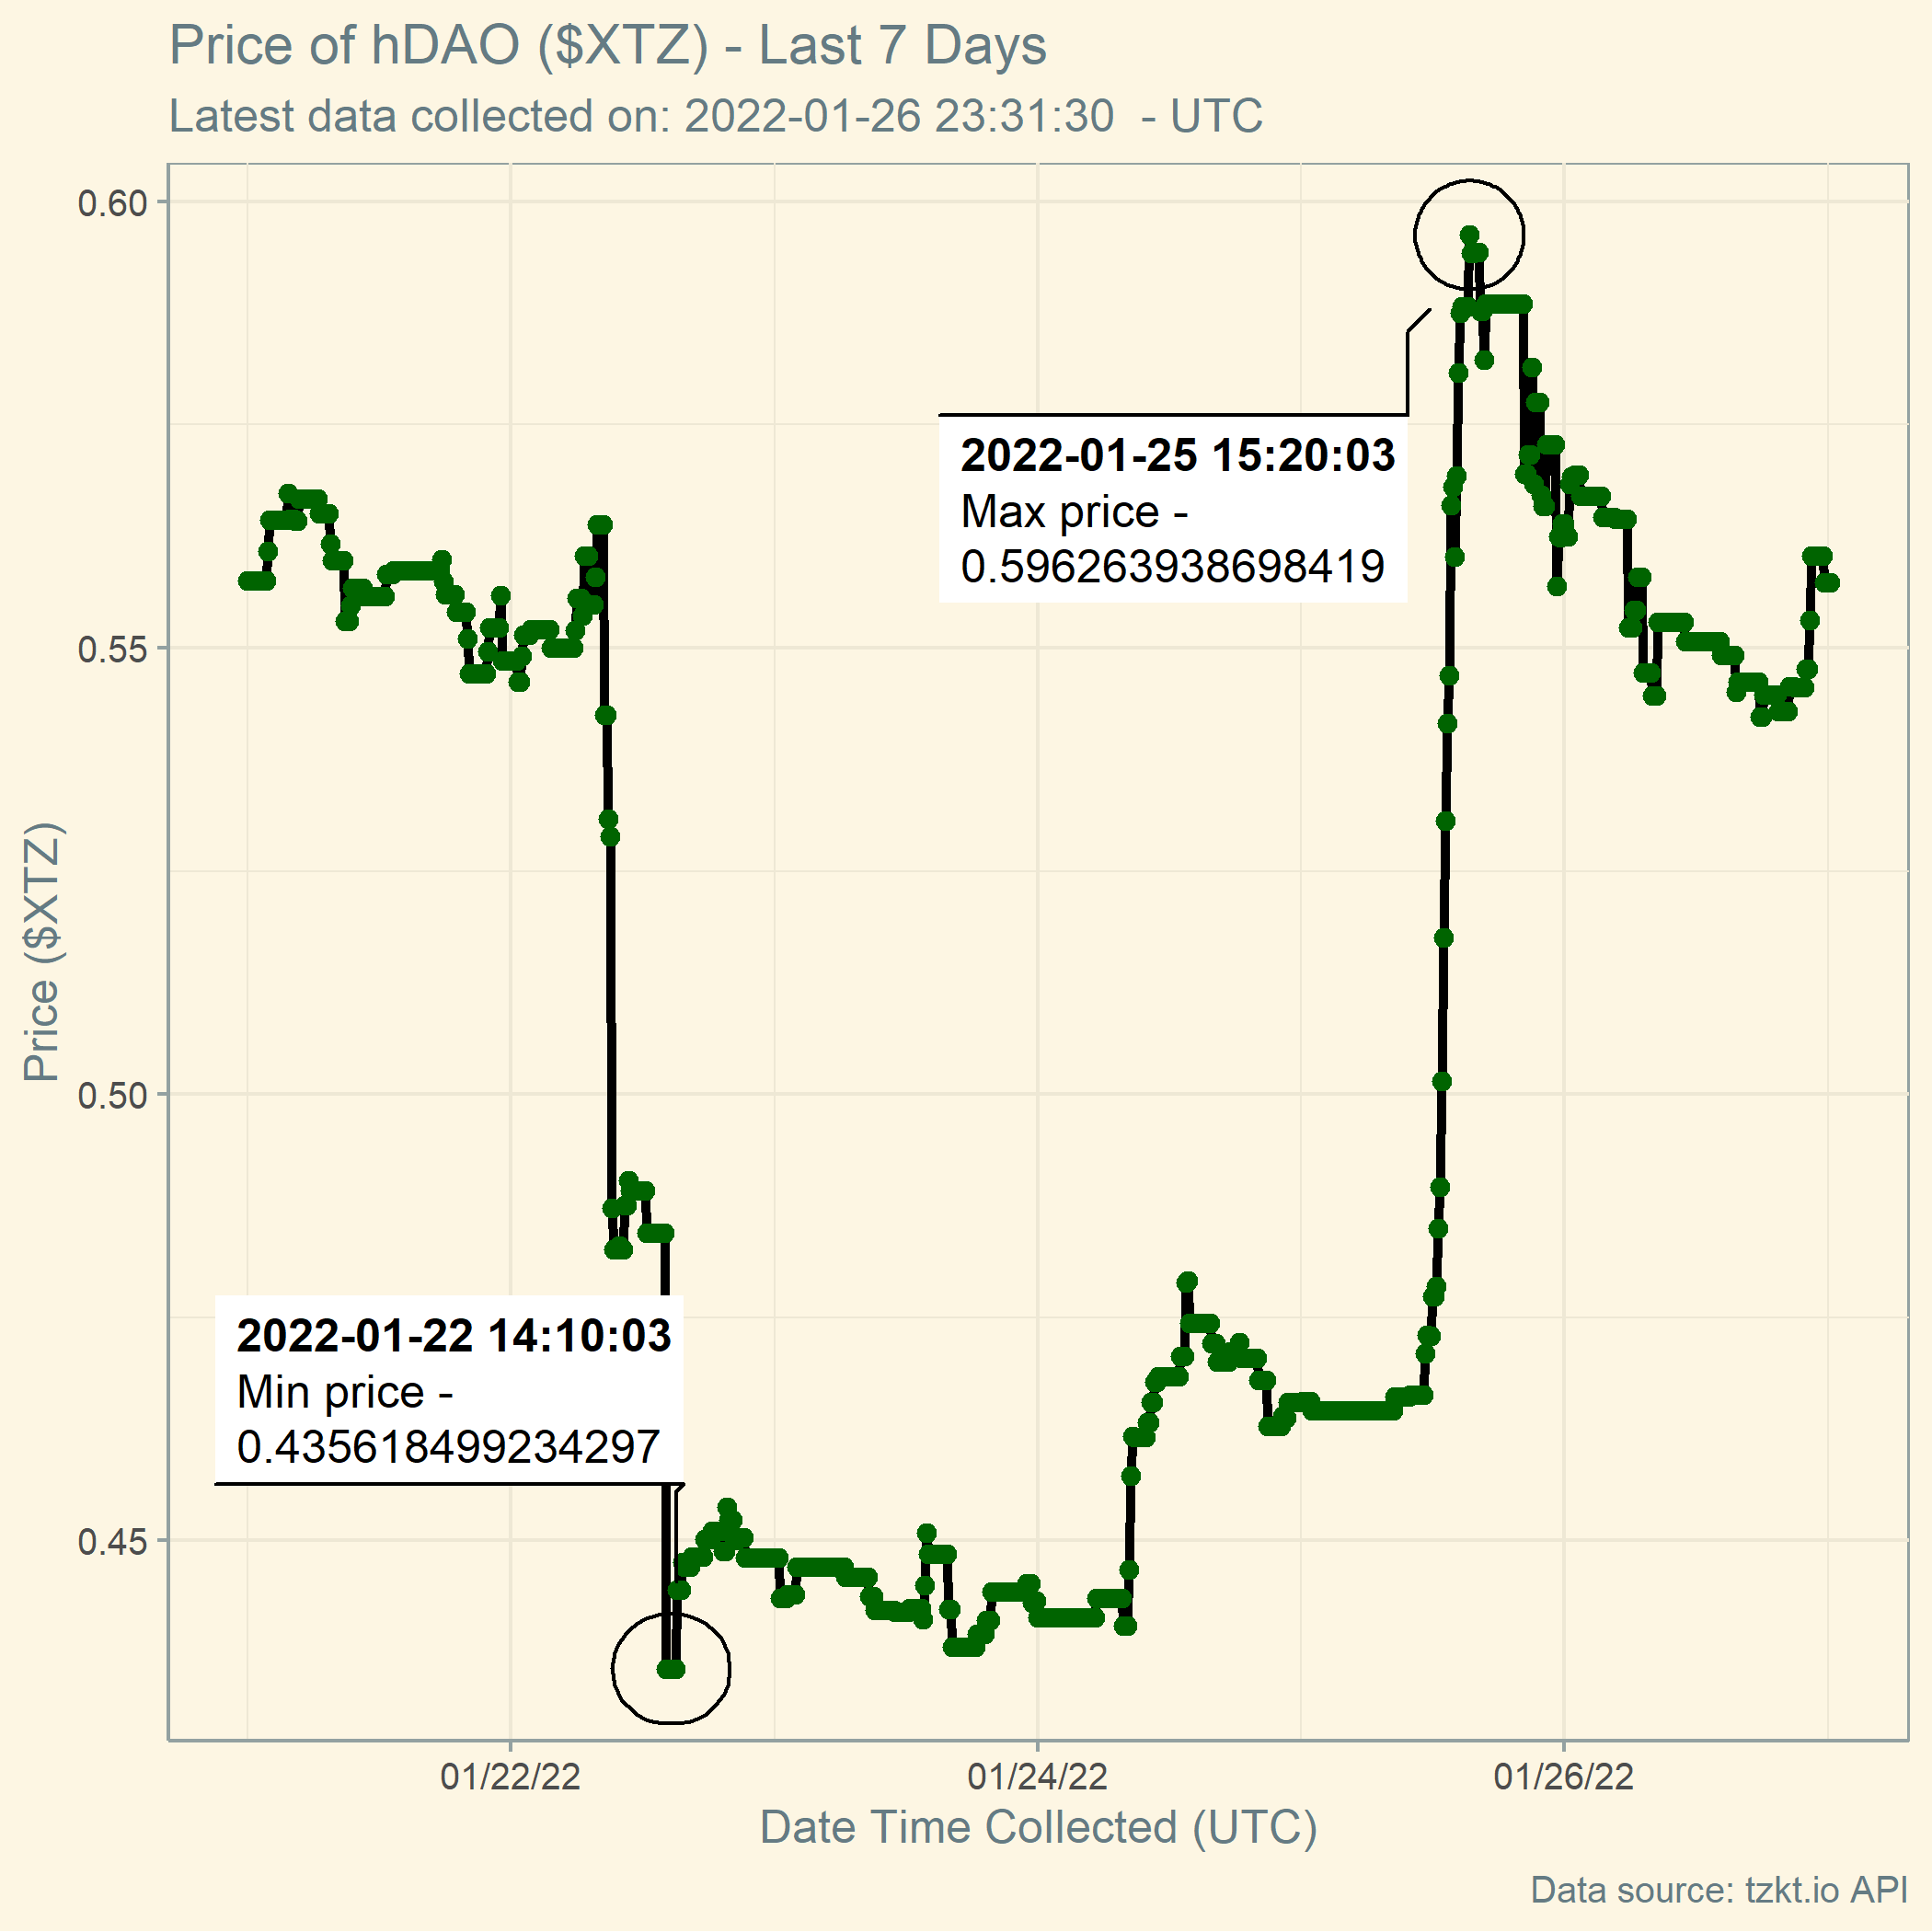 Price of hDAO ($XTZ) - Last 7 Days
Latest data collected on: 2022-01-26 23:31:30  - UTC
0.60
0.55
0.50
0.45
Price ($XTZ)
2022-01-25 15:20:03
Max price -
0.596263938698419
2022-01-22 14:10:03
Min price -
0.435618499234297
01/22/22
01/24/22
01/26/22
Date Time Collected (UTC)
Data source: tzkt.io API